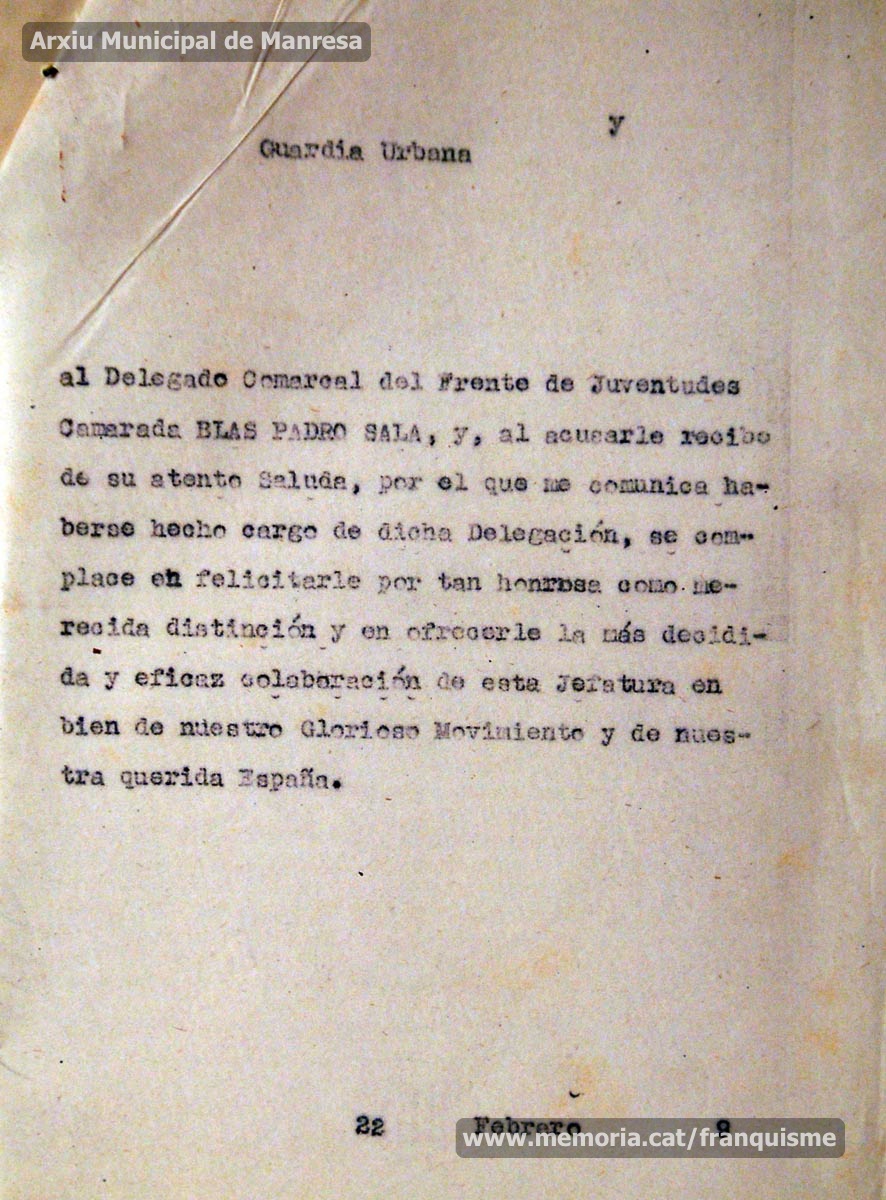 Arxiu Municipal de Manresa
y
Guardia Urbana
al Delegado Comarcal del Frente de Juventudes
Camarada BLAS PADRO SALA, y, al acusarle recibo
de su atento Saluda, por el que me comunica ha-
berse hecho cargo de dicha Delegación, se com-
place en felicitarle por tan honrosa como me-
recida distinción y en ofrecerle la más decidi-
da y eficaz colaboración de esta Jefatura en
bien de nuestro Glorioso Movimiento y de nues-
tra querida España.
22 Febrero 8
www.memoria.cat/franquisme